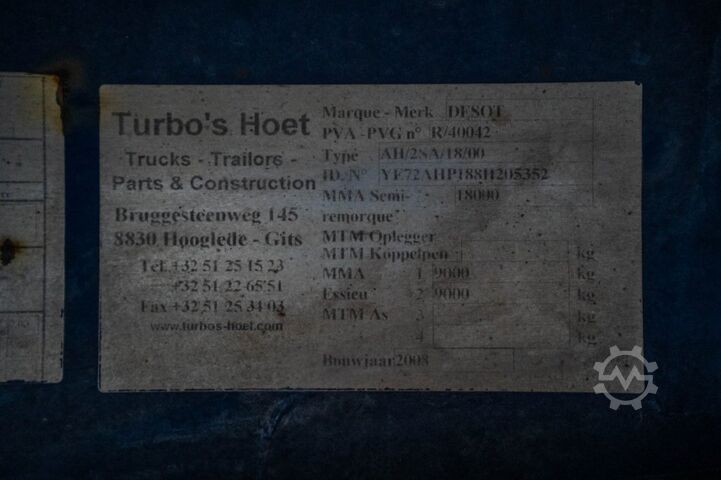 Turbo's Hoet
Trucks - Trailors -
Parts & Construction
Bruggesteenweg 145
8830 Hooglede - Gits
Tel +32 51 25 15 23
+32 51 22 65 51
Fax +32 51 25 34 03
www.turbos-hoet.com
Marque - Merk DESOT
PVA - PVG n° R/40042
Type AH/2SA/18/00
ID. N° YE72AHP188H205352
MMA Semi- 18000
remorque
MTM Oplegger
MTM Koppelpen kg
MMA 1 9000 kg
Essieu 2 9000 kg
MTM As 3 kg
4 kg
Bouwjaar 2008